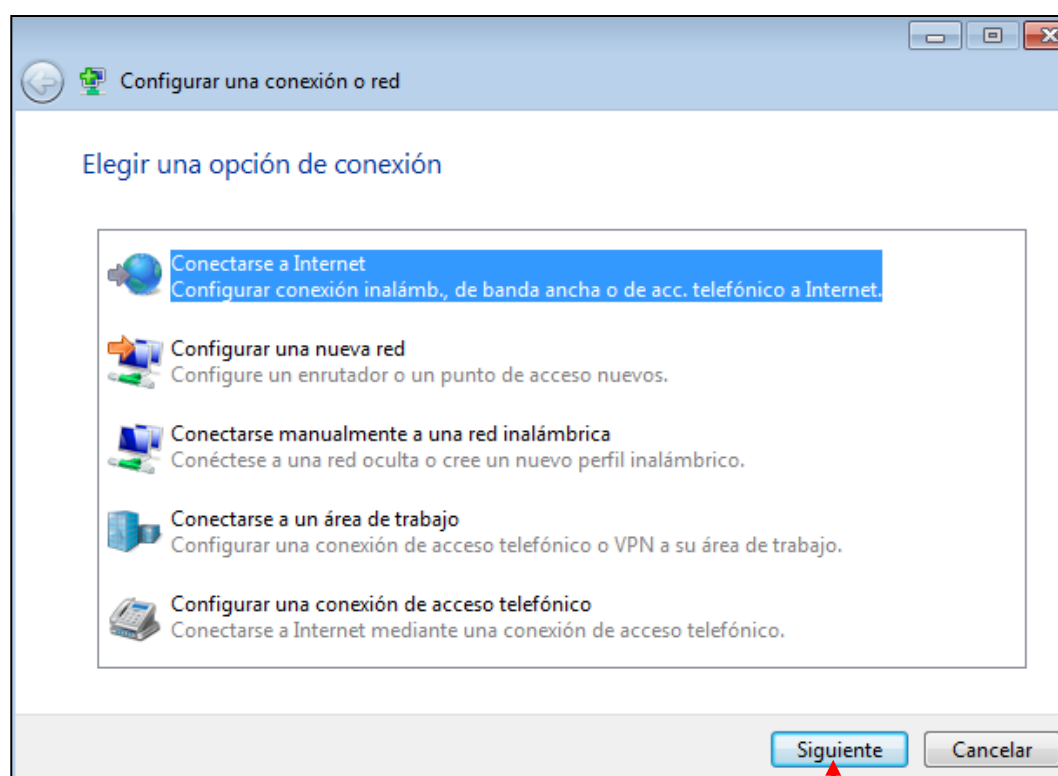 Configurar una conexión o red
Elegir una opción de conexión
Conectarse a Internet
Configurar conexión inalámb., de banda ancha o de acc. telefónico a Internet.
Configurar una nueva red
Configure un enrutador o un punto de acceso nuevos.
Conectarse manualmente a una red inalámbrica
Conéctese a una red oculta o cree un nuevo perfil inalámbrico.
Conectarse a un área de trabajo
Configurar una conexión de acceso telefónico o VPN a su área de trabajo.
Configurar una conexión de acceso telefónico
Conectarse a Internet mediante una conexión de acceso telefónico.
Siguiente
Cancelar